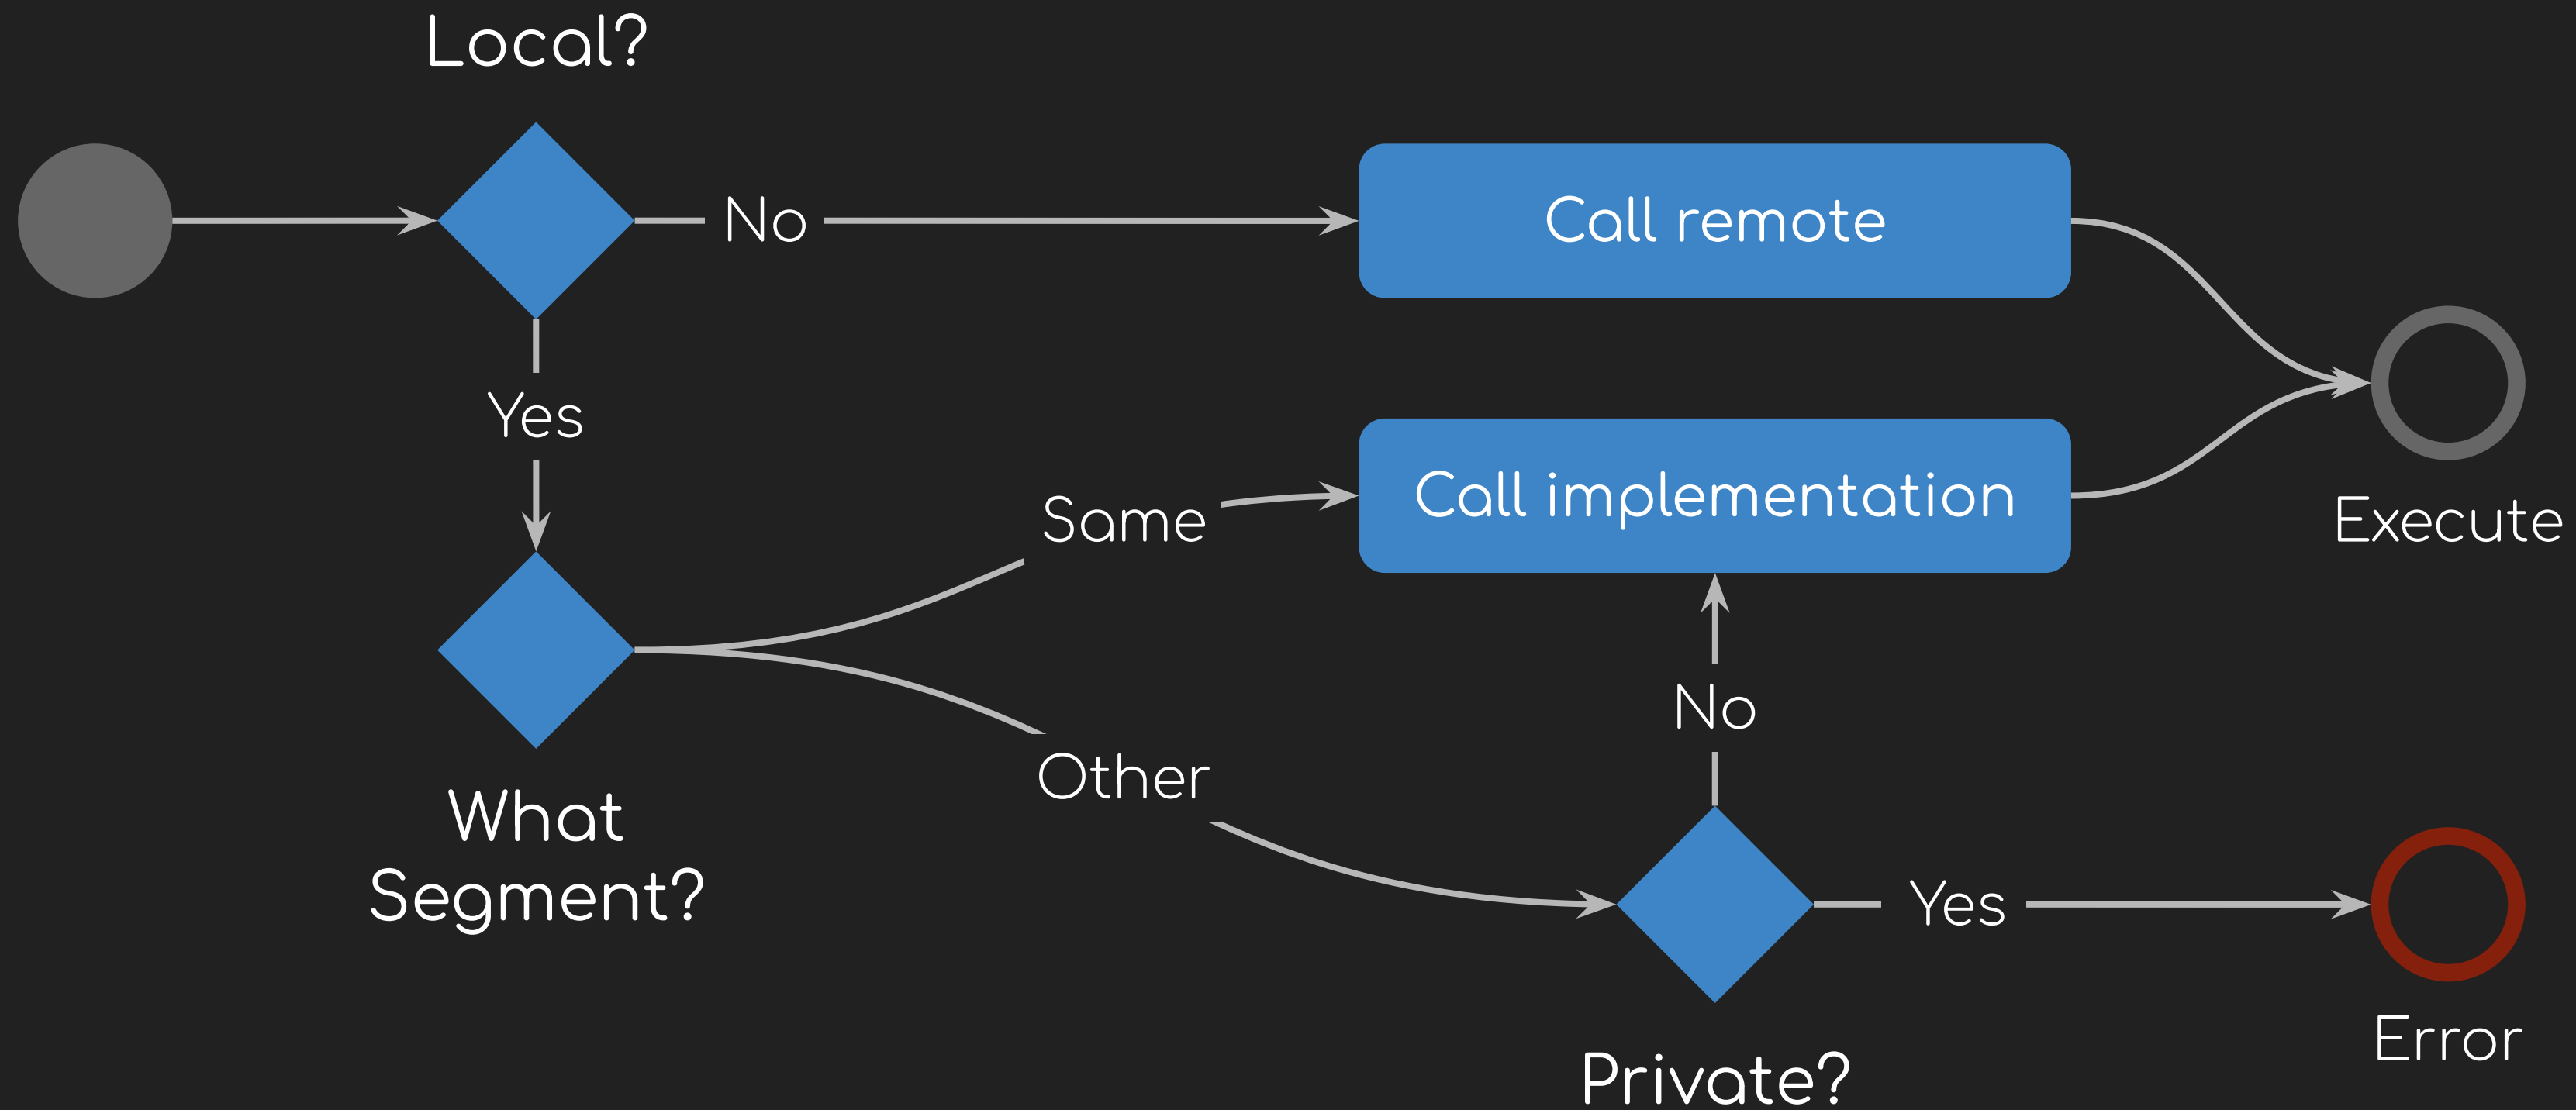 Local?
No
Call remote
Yes
Same
Call implementation
Execute
No
Other
What
Segment?
Yes
Error
Private?